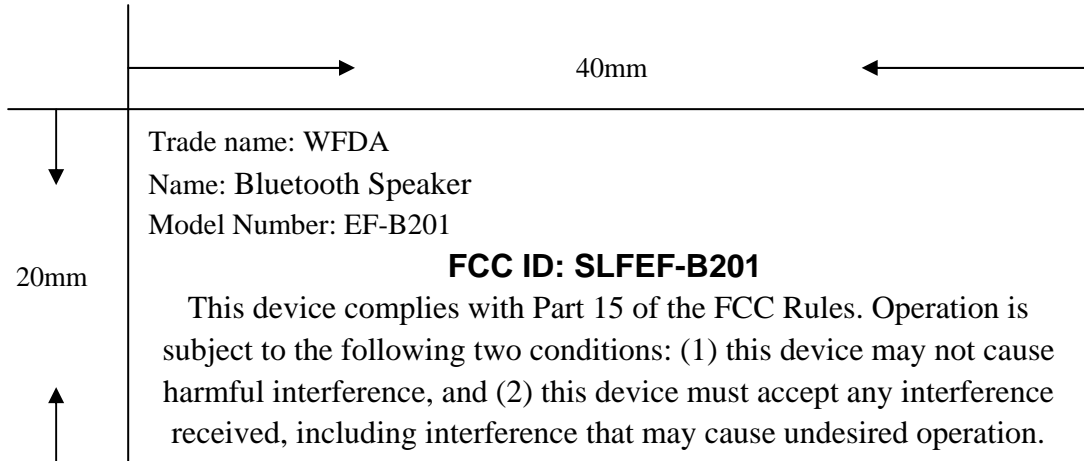 40mm
Trade name: WFDA
Name: Bluetooth Speaker
Model Number: EF-B201
FCC ID: SLFEF-B201
20mm
This device complies with Part 15 of the FCC Rules. Operation is
subject to the following two conditions: (1) this device may not cause
harmful interference, and (2) this device must accept any interference
received, including interference that may cause undesired operation.